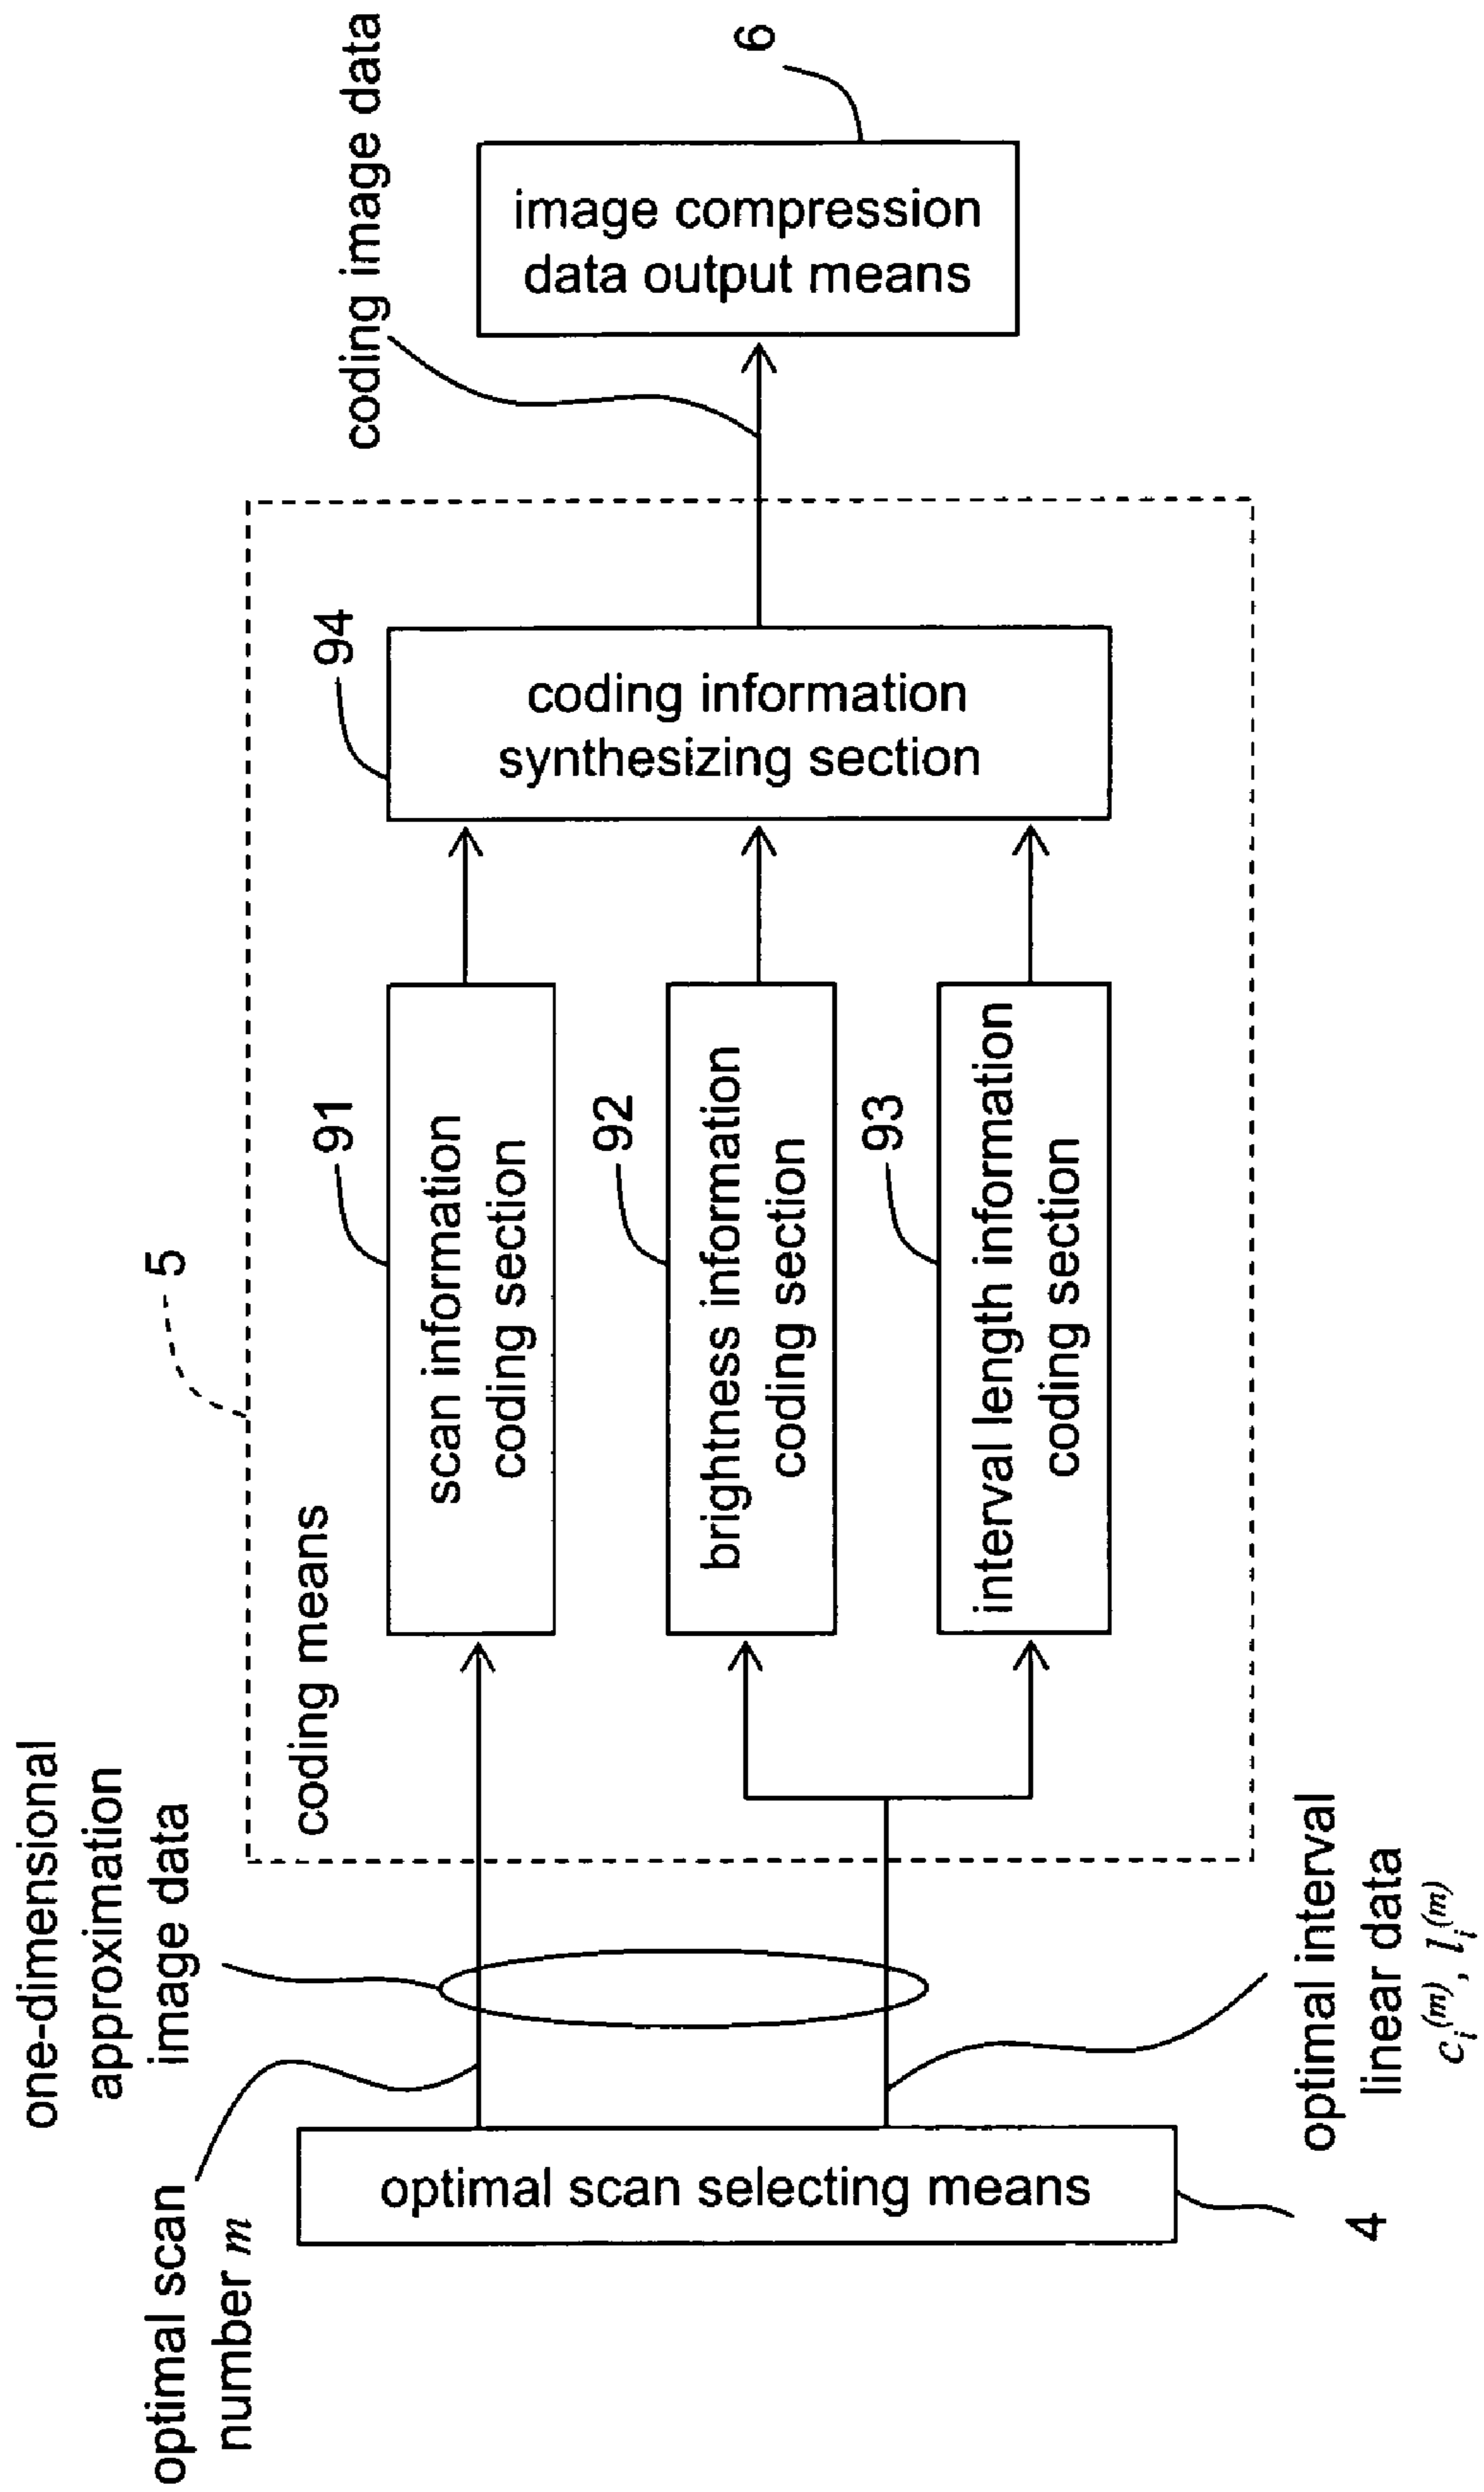 one-dimensional
approximation
image data
optimal scan
number m
optimal scan selecting means
4
optimal interval
linear data
c_i^(m), l_i^(m)
5
coding means
91
scan information
coding section
92
brightness information
coding section
93
interval length information
coding section
94
coding information
synthesizing section
coding image data
image compression
data output means
6